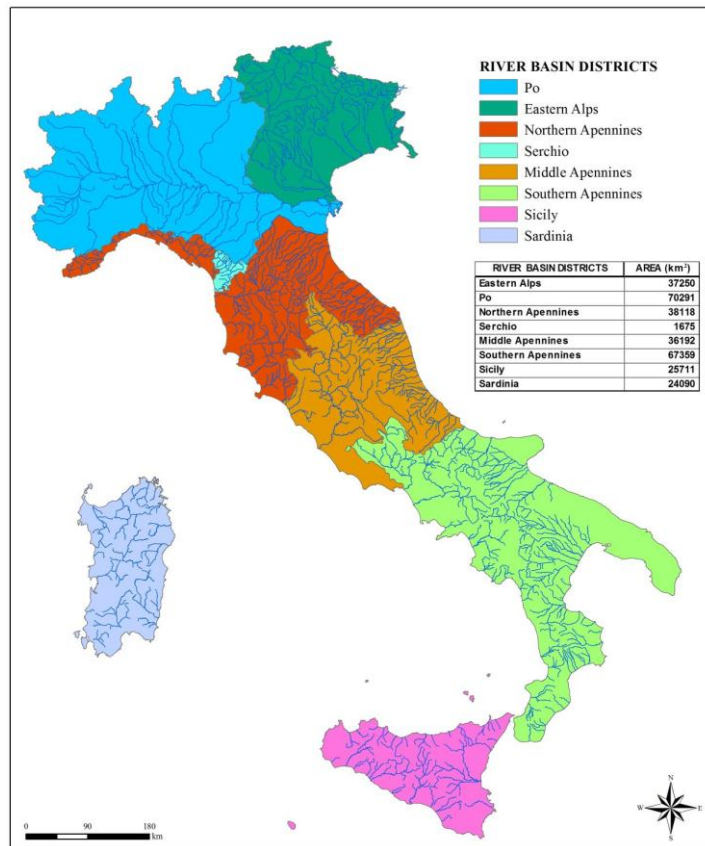 RIVER BASIN DISTRICTS
Po
Eastern Alps
Northern Apennines
Serchio
Middle Apennines
Southern Apennines
Sicily
Sardinia
RIVER BASIN DISTRICTS AREA (km²)
Eastern Alps 37250
Po 70291
Northern Apennines 38118
Serchio 1675
Middle Apennines 36192
Southern Apennines 67359
Sicily 25711
Sardinia 24090
N
W E
S
0 90 180
km